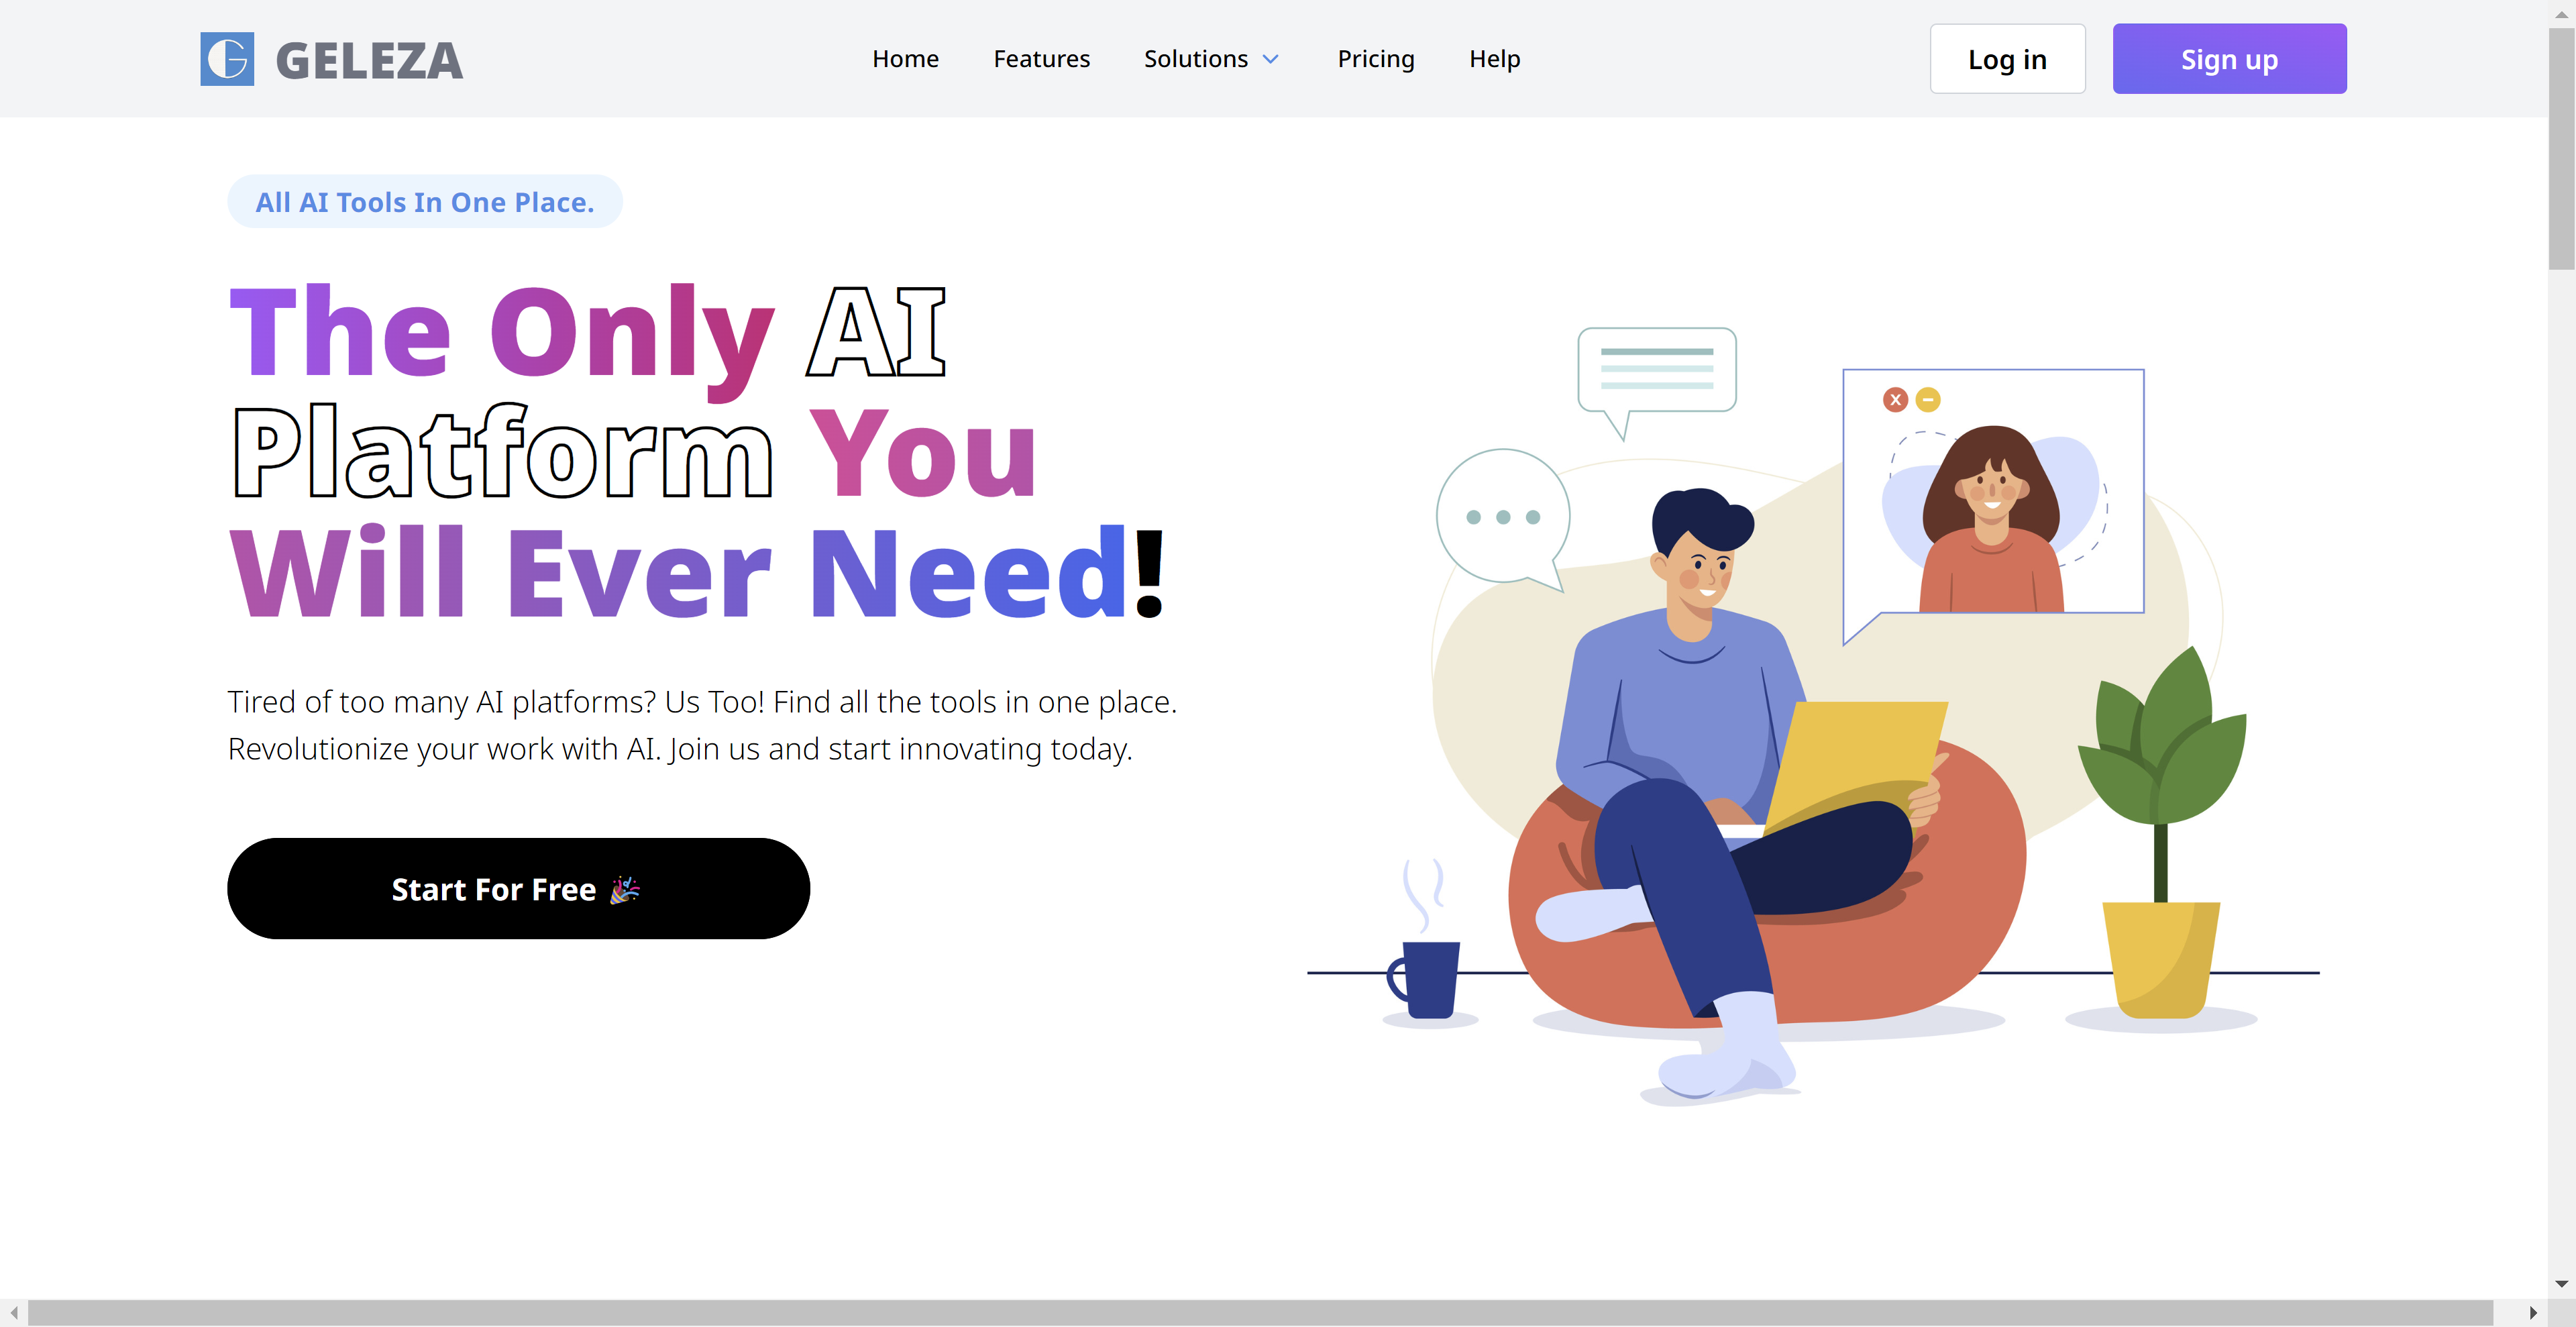 GELEZA
Home Features Solutions Pricing Help
Log in
Sign up
All AI Tools In One Place.
The Only AI
Platform You
Will Ever Need!
Tired of too many AI platforms? Us Too! Find all the tools in one place.
Revolutionize your work with AI. Join us and start innovating today.
Start For Free 🎉